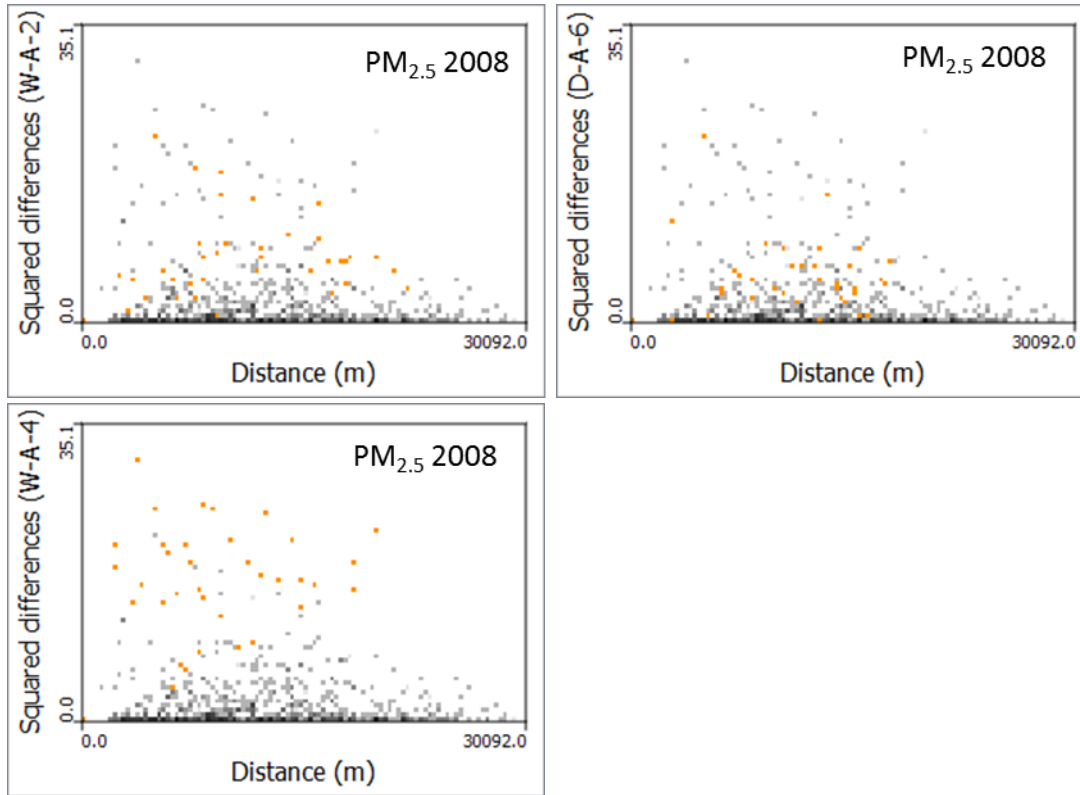 Squared differences (W-A-2)
35.1
0.0
PM2.5 2008
0.0 30092.0
Distance (m)
Squared differences (D-A-6)
35.1
0.0
PM2.5 2008
0.0 30092.0
Distance (m)
Squared differences (W-A-4)
35.1
0.0
PM2.5 2008
0.0 30092.0
Distance (m)